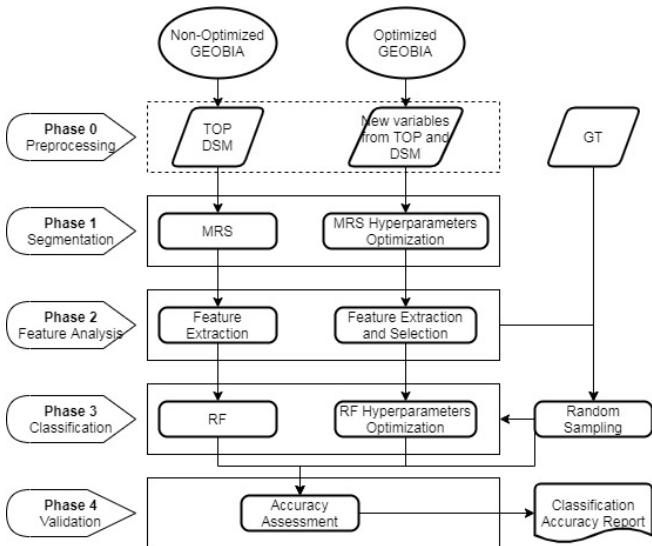 Non-Optimized
GEOBIA
Optimized
GEOBIA
Phase 0
Preprocessing
TOP
DSM
New variables
from TOP and
DSM
GT
Phase 1
Segmentation
MRS
MRS Hyperparameters
Optimization
Phase 2
Feature Analysis
Feature
Extraction
Feature Extraction
and Selection
Phase 3
Classification
RF
RF Hyperparameters
Optimization
Random
Sampling
Phase 4
Validation
Accuracy
Assessment
Classification
Accuracy Report